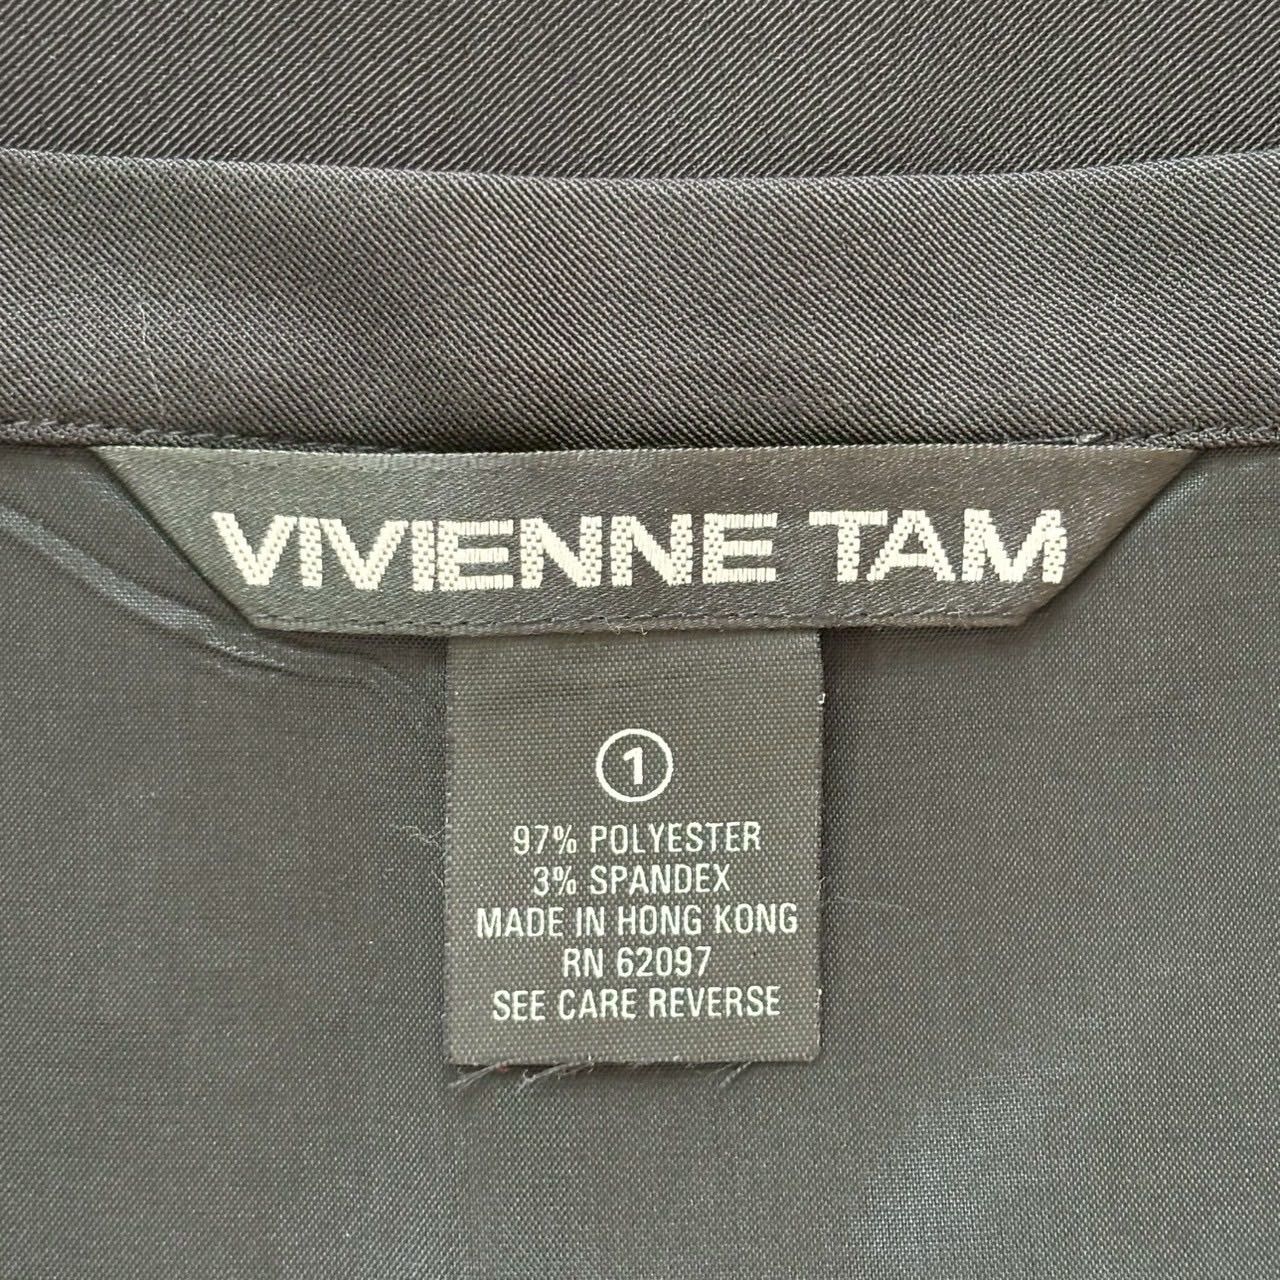 VIVIENNE TAM
1
97% POLYESTER
3% SPANDEX
MADE IN HONG KONG
RN 62097
SEE CARE REVERSE